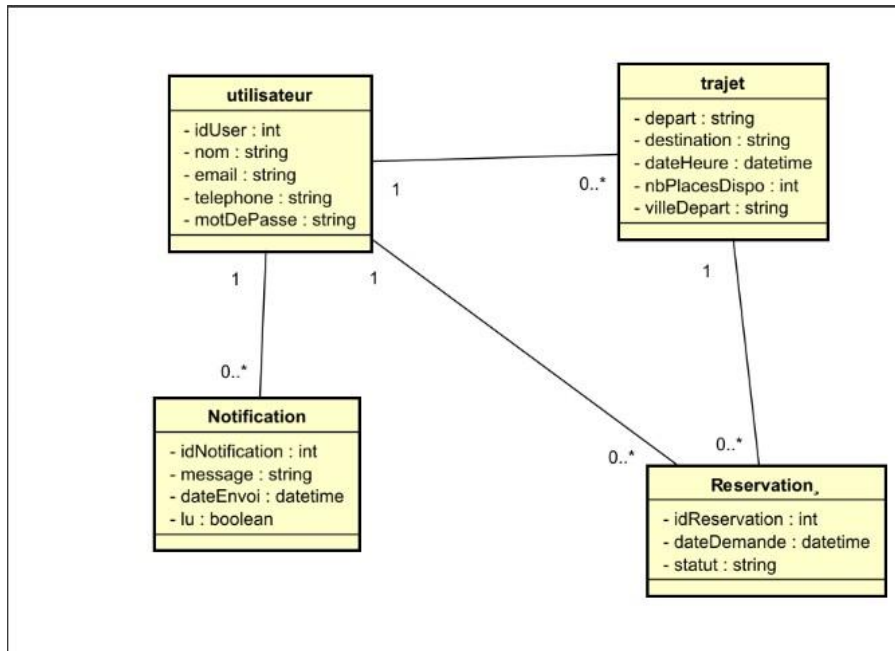 utilisateur
- idUser : int
- nom : string
- email : string
- telephone : string
- motDePasse : string
trajet
- depart : string
- destination : string
- dateHeure : datetime
- nbPlacesDispo : int
- villeDepart : string
1
0..*
1
1
1
0..*
0..*
0..*
Notification
- idNotification : int
- message : string
- dateEnvoi : datetime
- lu : boolean
Reservation¸
- idReservation : int
- dateDemande : datetime
- statut : string